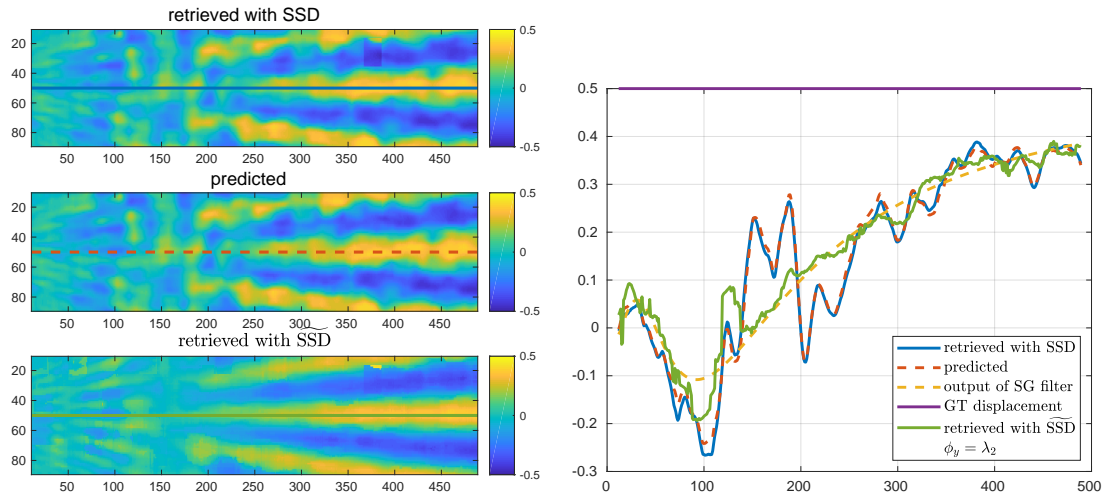 retrieved with SSD
20
40
60
80
50 100 150 200 250 300 350 400 450
0.5
0
-0.5
predicted
20
40
60
80
50 100 150 200 250 300 350 400 450
0.5
0
-0.5
retrieved with S͠S͠D͠
20
40
60
80
50 100 150 200 250 300 350 400 450
0.5
0
-0.5
0.5
0.4
0.3
0.2
0.1
0
-0.1
-0.2
-0.3
0 100 200 300 400 500
retrieved with SSD
predicted
output of SG filter
GT displacement
retrieved with S͠S͠D͠
ϕ_y = λ_2